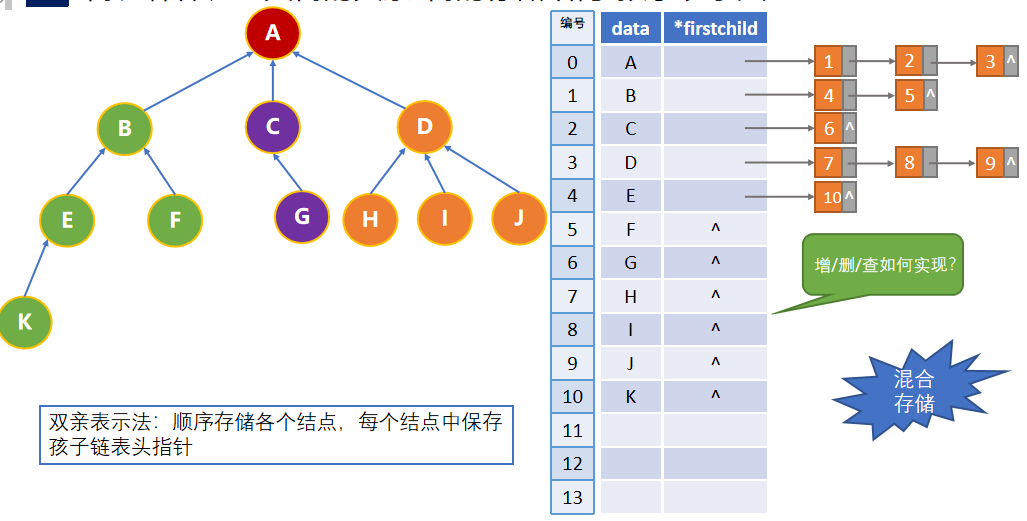 A
B
C
D
E
F
G
H
I
J
K
双亲表示法：顺序存储各个结点，每个结点中保存
孩子链表头指针
编号 data *firstchild
0 A 1 2 3 ^
1 B 4 5 ^
2 C 6 ^
3 D 7 8 9 ^
4 E 10 ^
5 F ^
6 G ^
7 H ^
8 I ^
9 J ^
10 K ^
11
12
13
增/删/查如何实现？
混合
存储